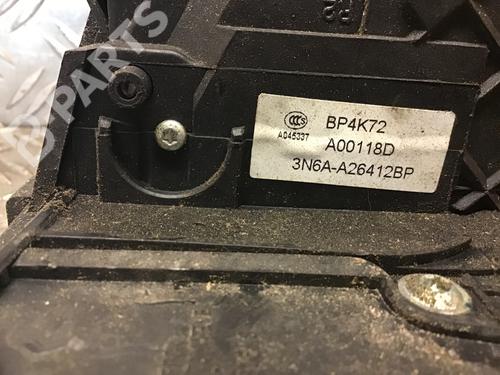 B-PARTS
BP4K72
A045337
A00118D
3N6A-A26412BP